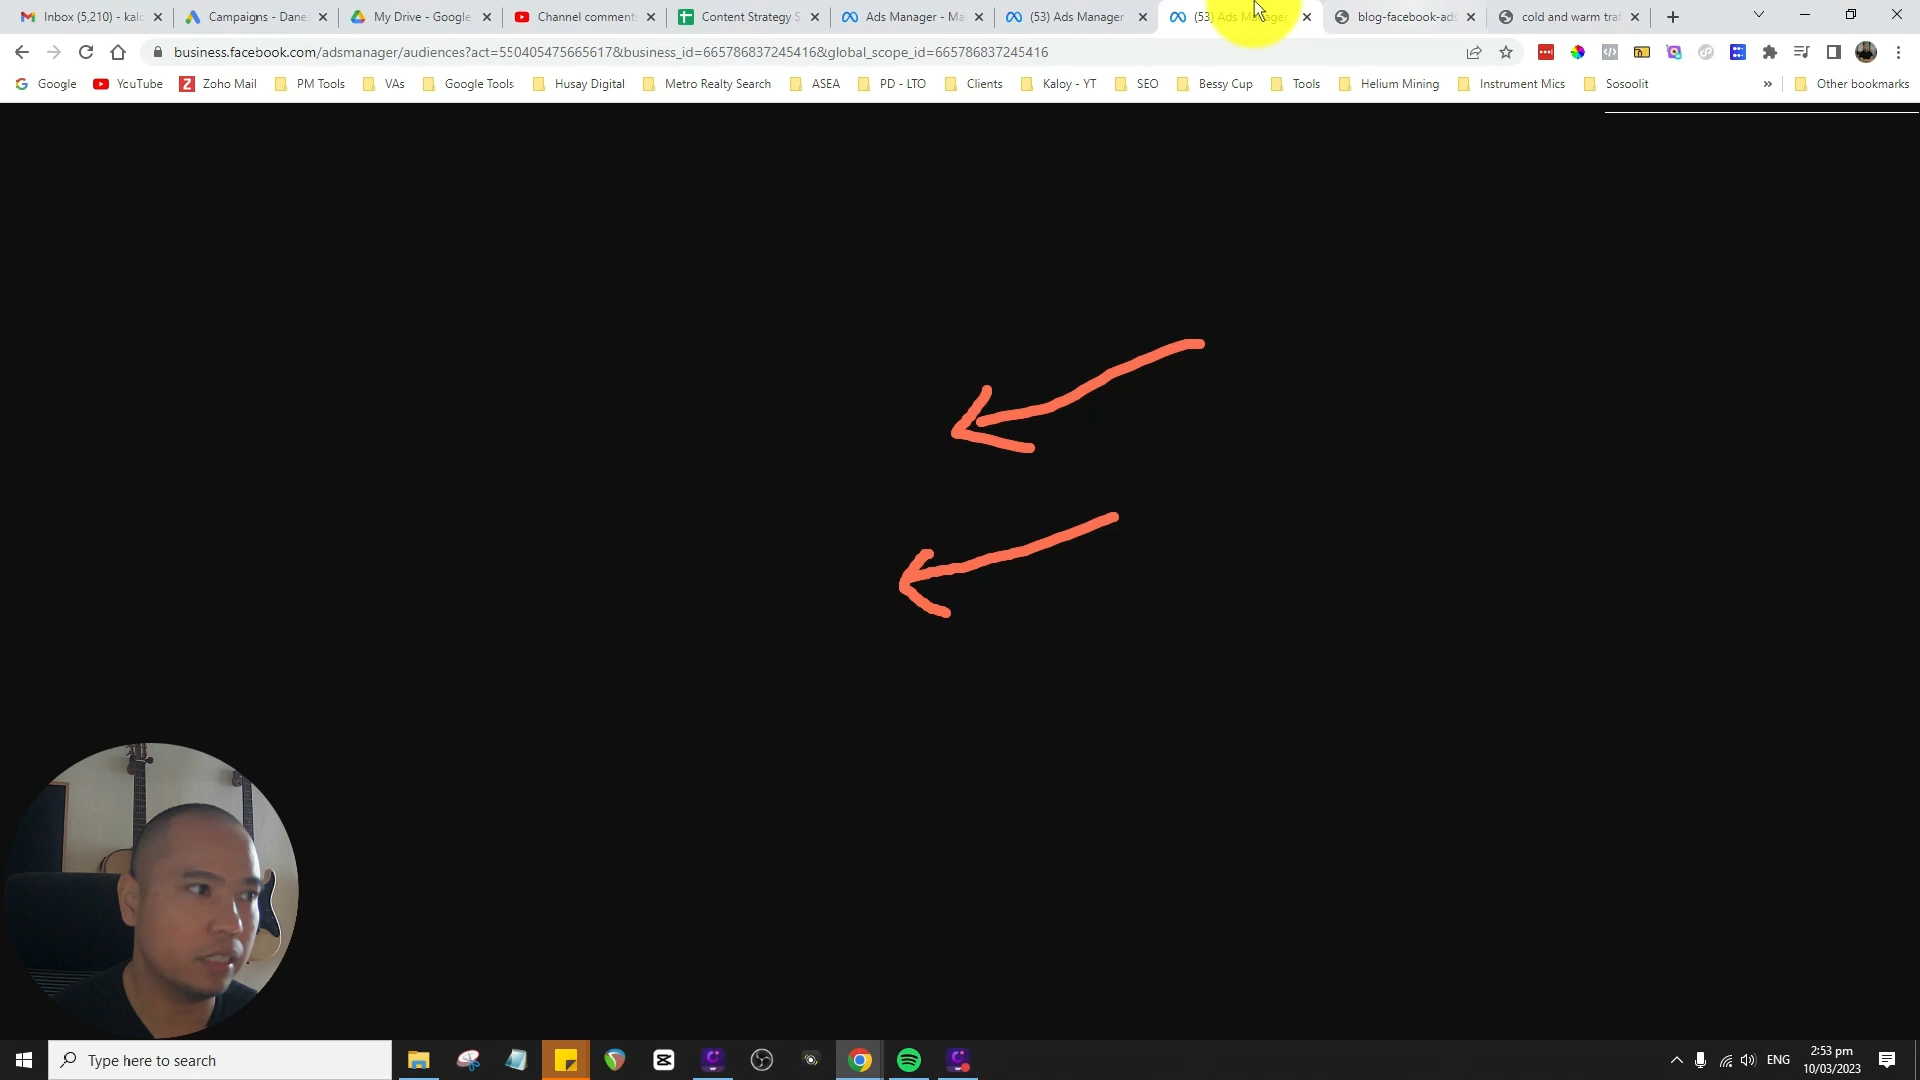 Inbox (5,210) - kalc
Campaigns - Dane
My Drive - Google
Channel comment
Content Strategy S
Ads Manager - Ma
(53) Ads Manager
(53) Ads Manager
blog-facebook-ads
cold and warm traf
business.facebook.com/adsmanager/audiences?act=550405475665617&business_id=665786837245416&global_scope_id=665786837245416
Google
YouTube
Zoho Mail
PM Tools
VAs
Google Tools
Husay Digital
Metro Realty Search
ASEA
PD - LTO
Clients
Kaloy - YT
SEO
Bessy Cup
Tools
Helium Mining
Instrument Mics
Sosoolit
»
Other bookmarks
Type here to search
ENG
2:53 pm
10/03/2023